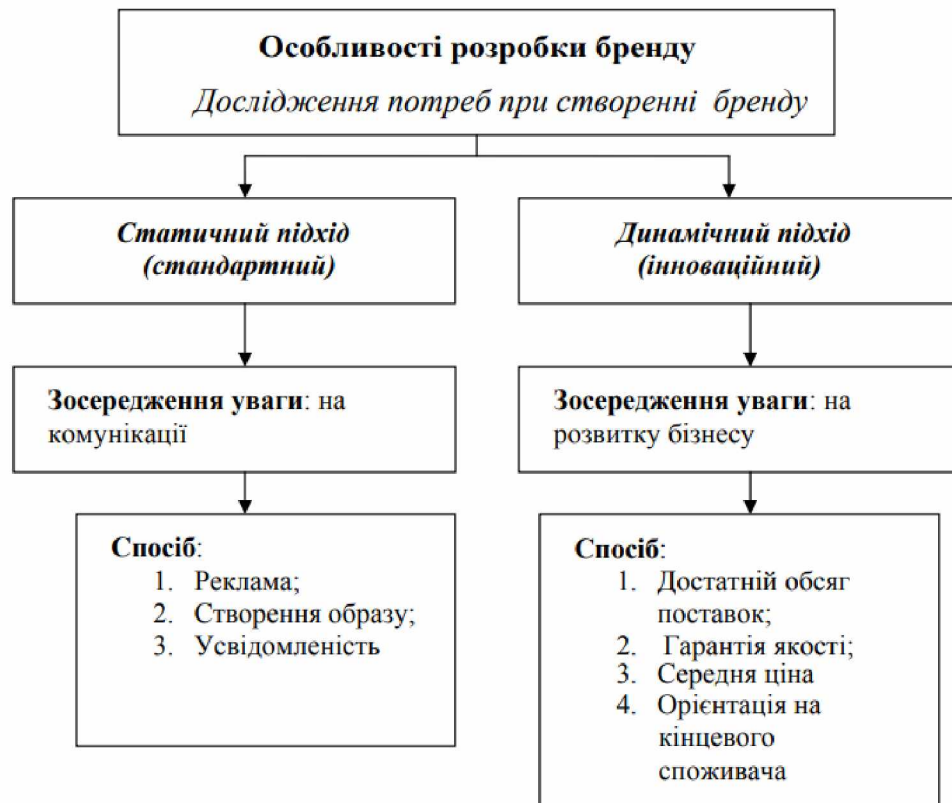 Особливості розробки бренду
Дослідження потреб при створенні бренду
Статичний підхід
(стандартний)
Динамічний підхід
(інноваційний)
Зосередження уваги: на
комунікації
Зосередження уваги: на
розвитку бізнесу
Спосіб:
1. Реклама;
2. Створення образу;
3. Усвідомленість
Спосіб:
1. Достатній обсяг
поставок;
2. Гарантія якості;
3. Середня ціна
4. Орієнтація на
кінцевого
споживача